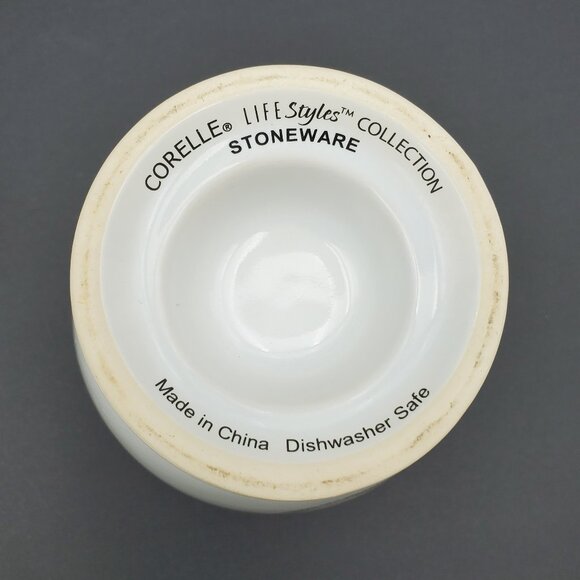 CORELLE® LIFEStyles™ COLLECTION
STONEWARE
Made in China Dishwasher Safe